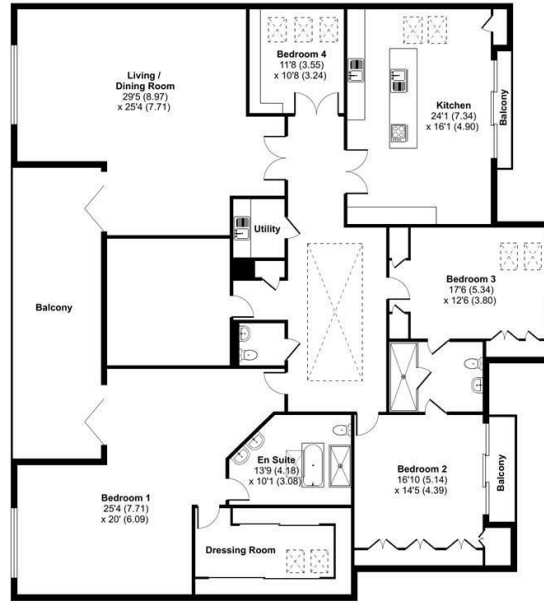 Living /
Dining Room
29'5 (8.97)
x 25'4 (7.71)
Bedroom 4
11'8 (3.55)
x 10'8 (3.24)
Kitchen
24'1 (7.34)
x 16'1 (4.90)
Balcony
Utility
Balcony
Bedroom 3
17'6 (5.34)
x 12'6 (3.80)
En Suite
13'9 (4.18)
x 10'1 (3.08)
Bedroom 2
16'10 (5.14)
x 14'5 (4.39)
Balcony
Bedroom 1
25'4 (7.71)
x 20' (6.09)
Dressing Room